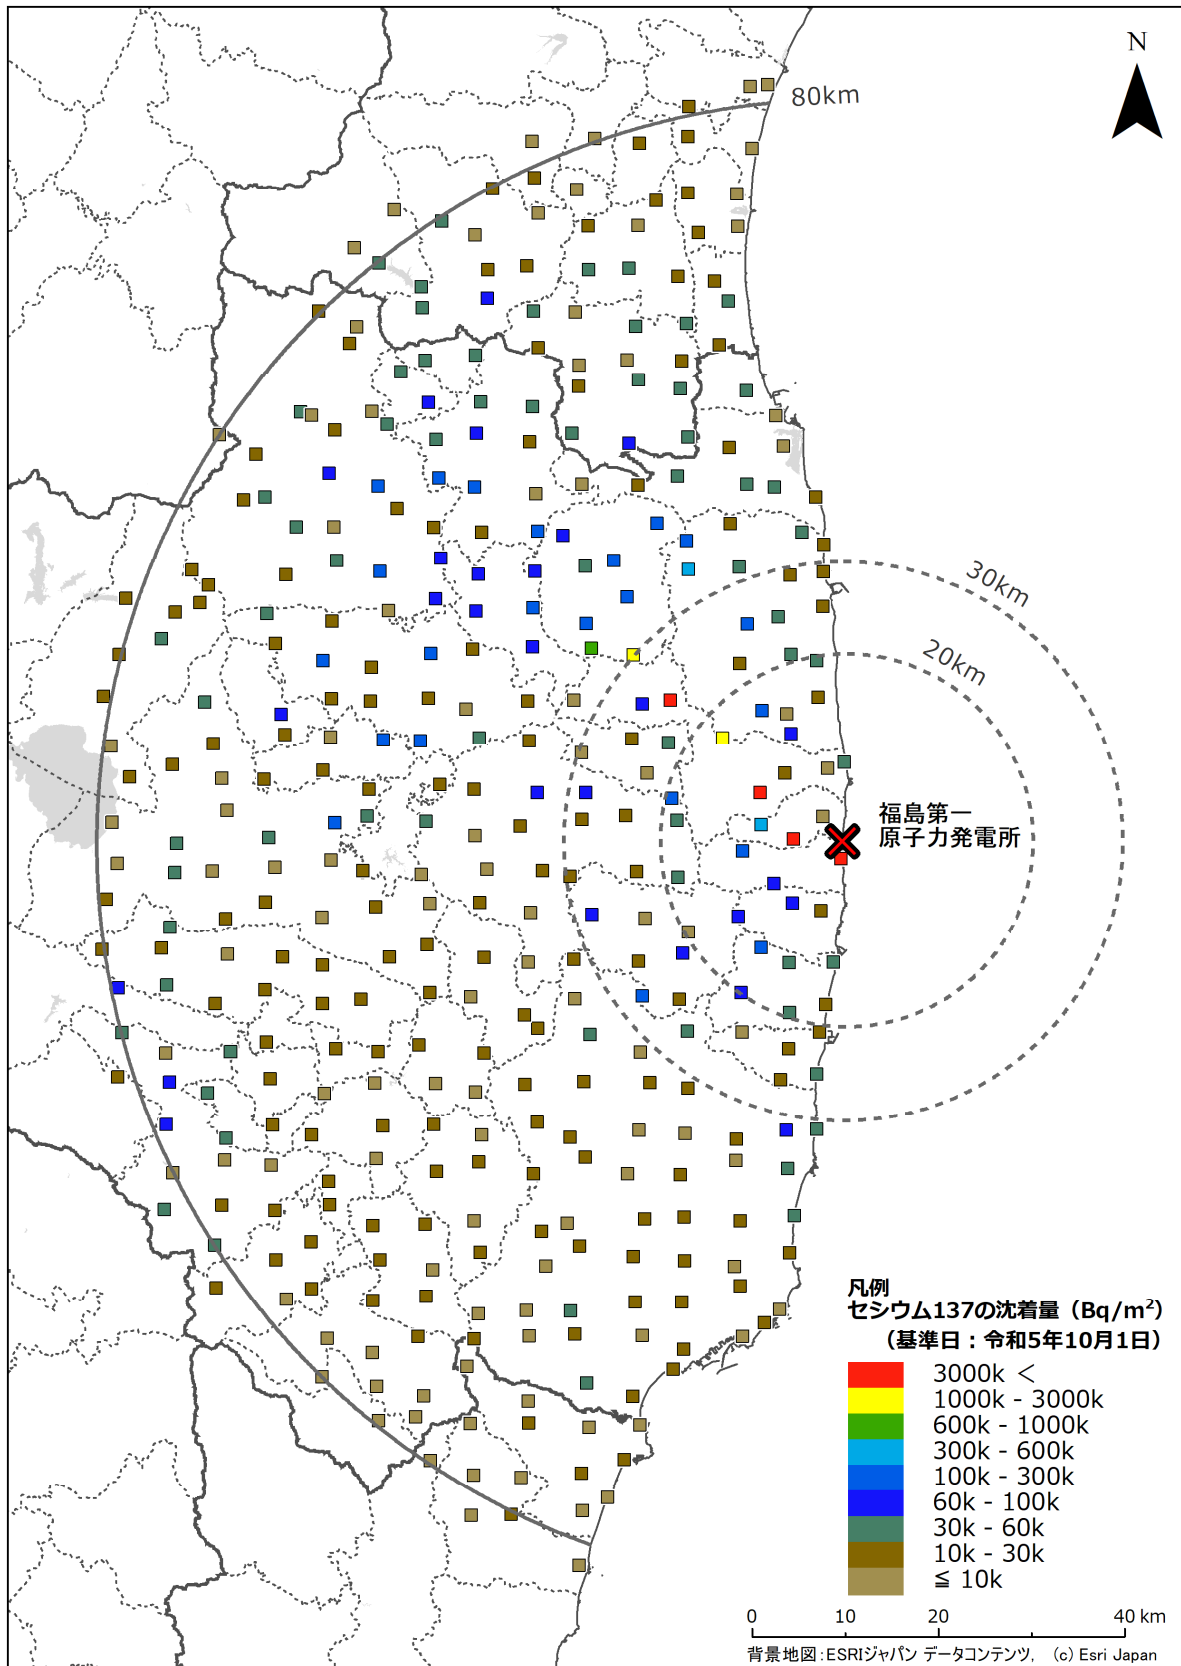 N
80km
30km
20km
福島第一
原子力発電所
凡例
セシウム137の沈着量（Bq/m²）
（基準日：令和5年10月1日）
3000k ＜
1000k - 3000k
600k - 1000k
300k - 600k
100k - 300k
60k - 100k
30k - 60k
10k - 30k
≦ 10k
0 10 20 40 km
背景地図：ESRIジャパン データコンテンツ, (c) Esri Japan